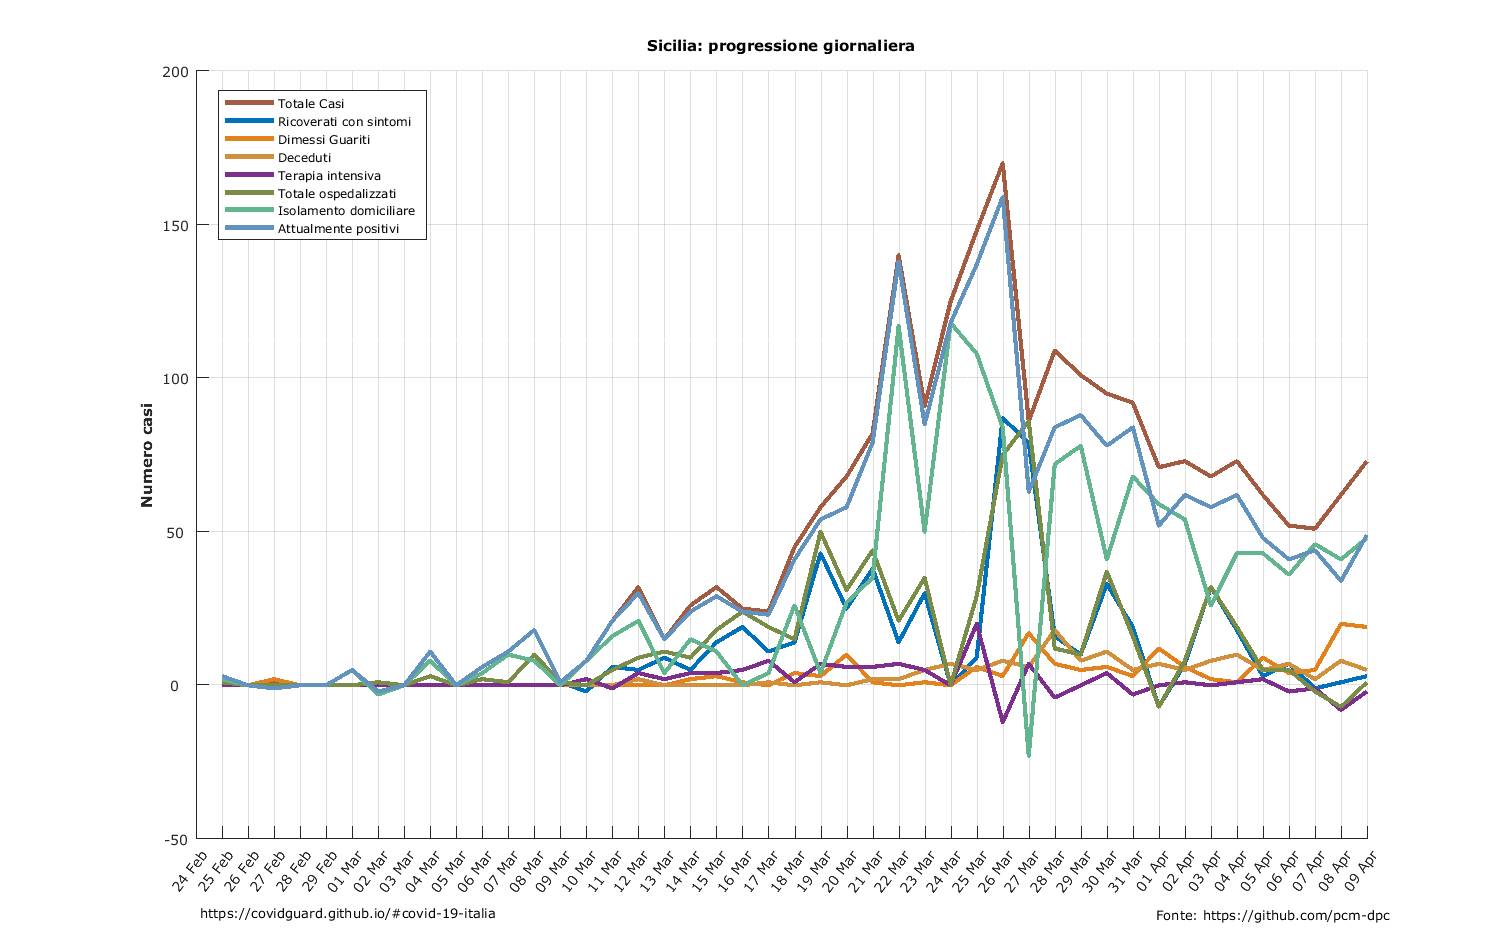 Sicilia: progressione giornaliera
200
150
100
50
0
-50
Numero casi
Totale Casi
Ricoverati con sintomi
Dimessi Guariti
Deceduti
Terapia intensiva
Totale ospedalizzati
Isolamento domiciliare
Attualmente positivi
24 Feb
25 Feb
26 Feb
27 Feb
28 Feb
29 Feb
01 Mar
02 Mar
03 Mar
04 Mar
05 Mar
06 Mar
07 Mar
08 Mar
09 Mar
10 Mar
11 Mar
12 Mar
13 Mar
14 Mar
15 Mar
16 Mar
17 Mar
18 Mar
19 Mar
20 Mar
21 Mar
22 Mar
23 Mar
24 Mar
25 Mar
26 Mar
27 Mar
28 Mar
29 Mar
30 Mar
31 Mar
01 Apr
02 Apr
03 Apr
04 Apr
05 Apr
06 Apr
07 Apr
08 Apr
09 Apr
https://covidguard.github.io/#covid-19-italia
Fonte: https://github.com/pcm-dpc